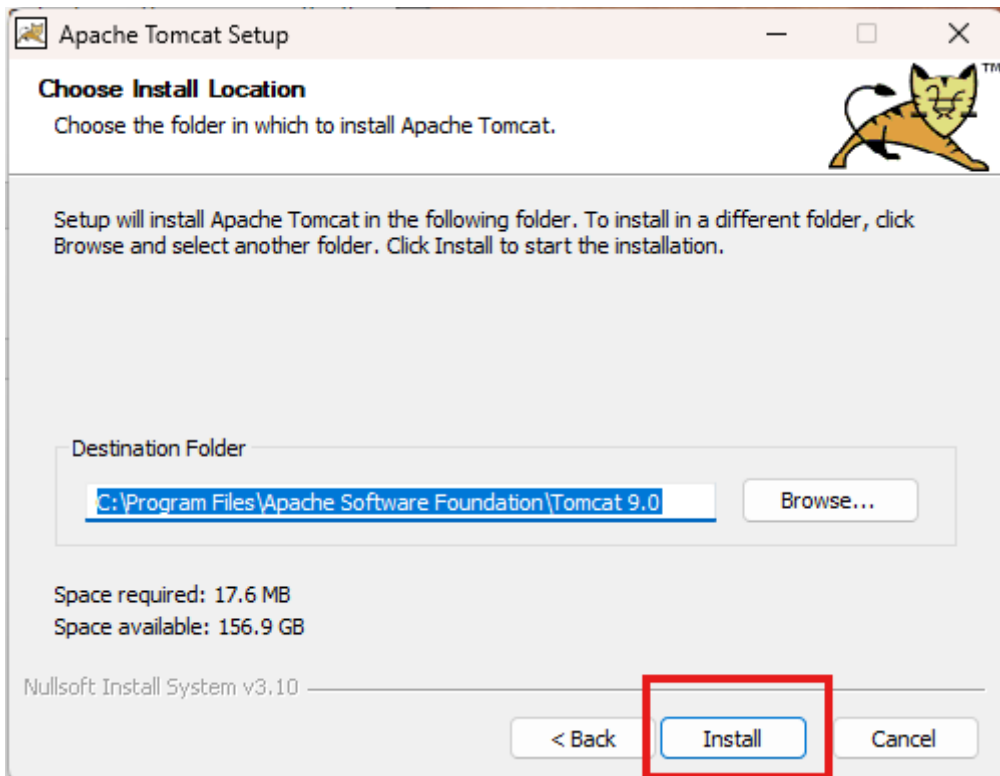 Apache Tomcat Setup
Choose Install Location
Choose the folder in which to install Apache Tomcat.
TM
Setup will install Apache Tomcat in the following folder. To install in a different folder, click
Browse and select another folder. Click Install to start the installation.
Destination Folder
C:\Program Files\Apache Software Foundation\Tomcat 9.0
Browse...
Space required: 17.6 MB
Space available: 156.9 GB
Nullsoft Install System v3.10
< Back
Install
Cancel